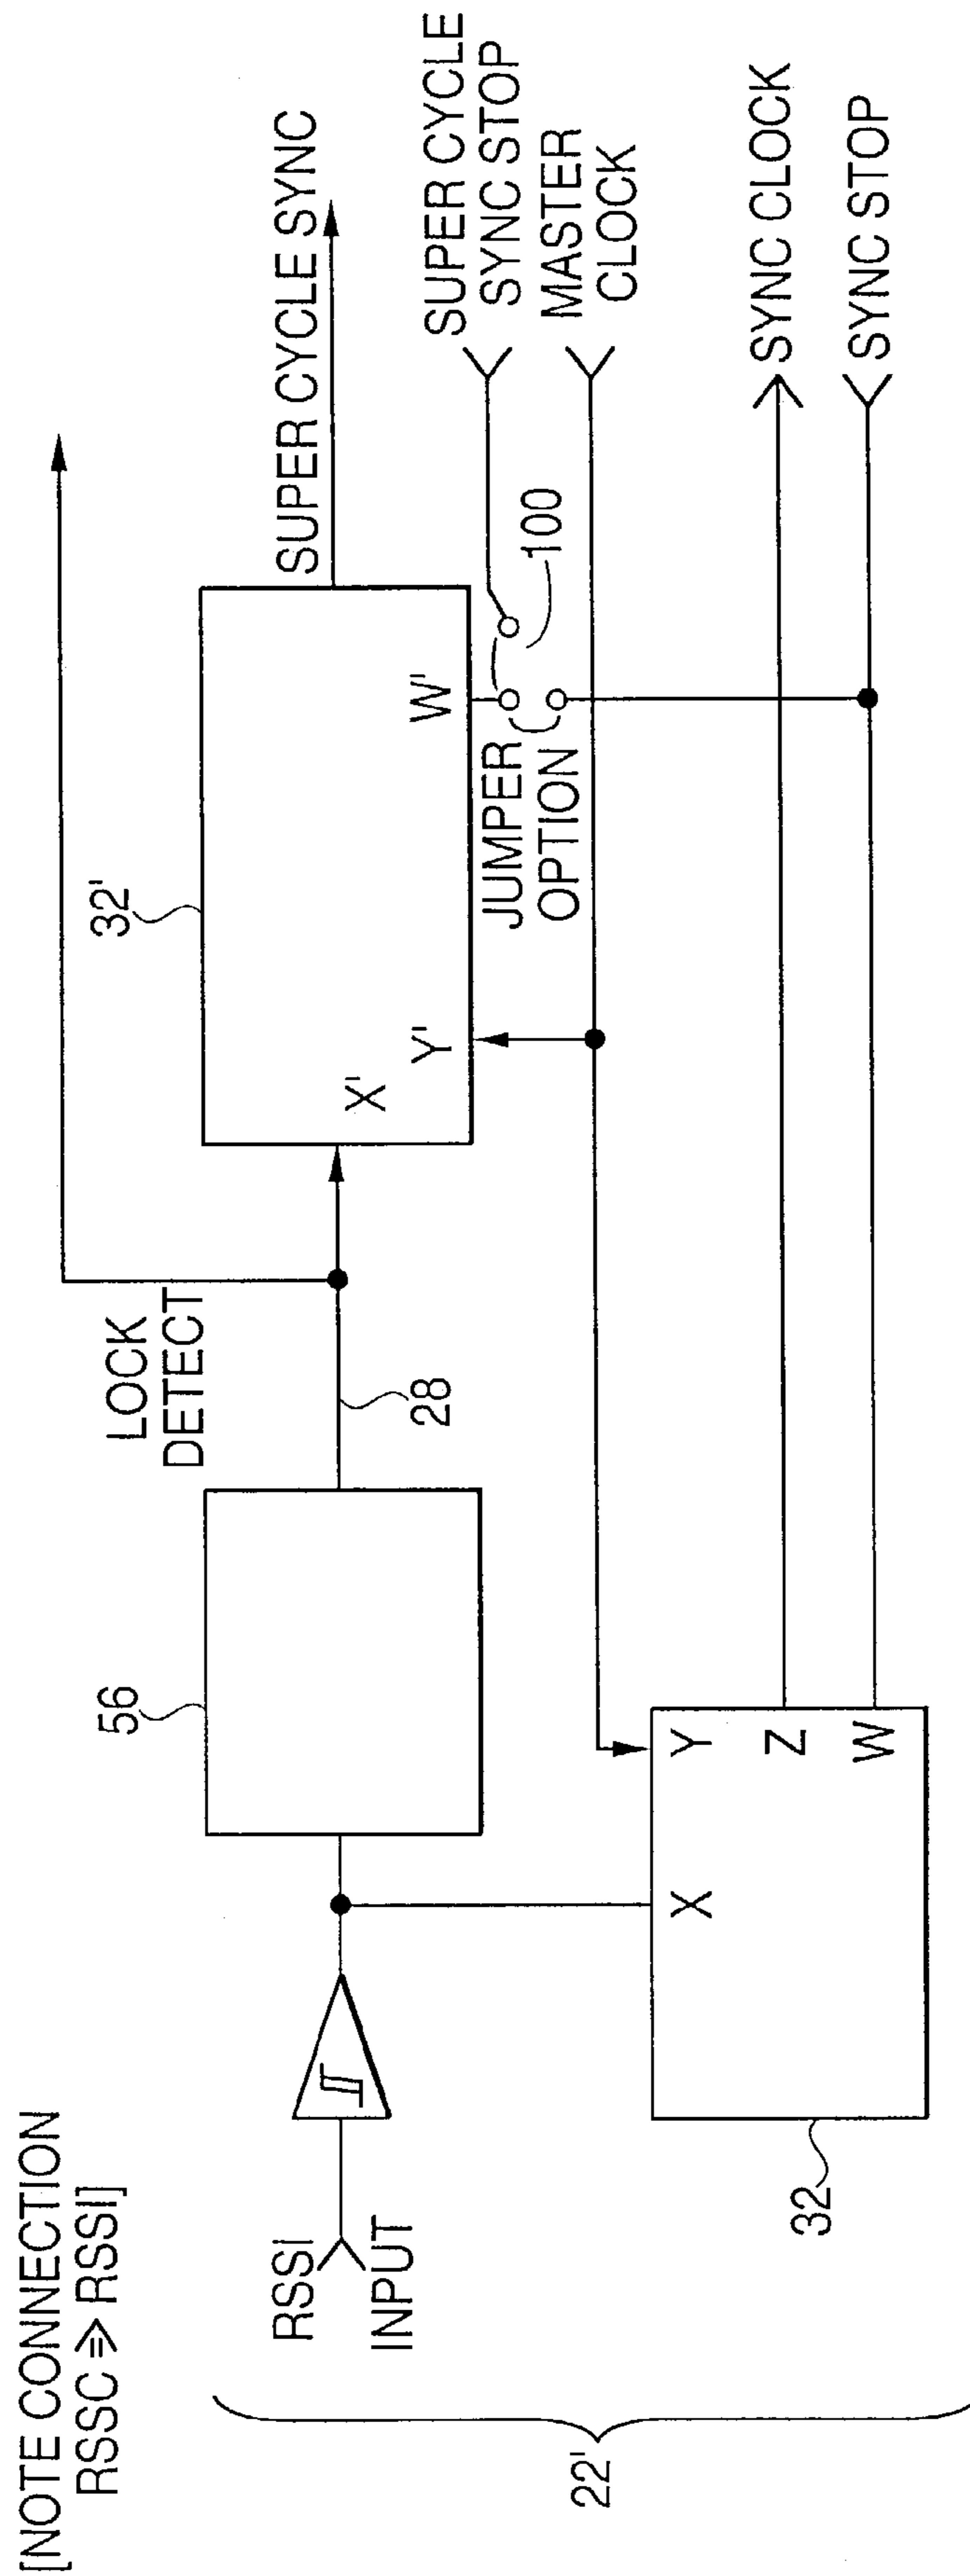 [NOTE CONNECTION
RSSC ⇒ RSSI]
RSSi
INPUT
22'
32
X
Y
Z
W
56
28
LOCK
DETECT
32'
X'
Y'
W'
JUMPER
OPTION
100
SUPER CYCLE SYNC
SUPER CYCLE
SYNC STOP
MASTER
CLOCK
SYNC CLOCK
SYNC STOP